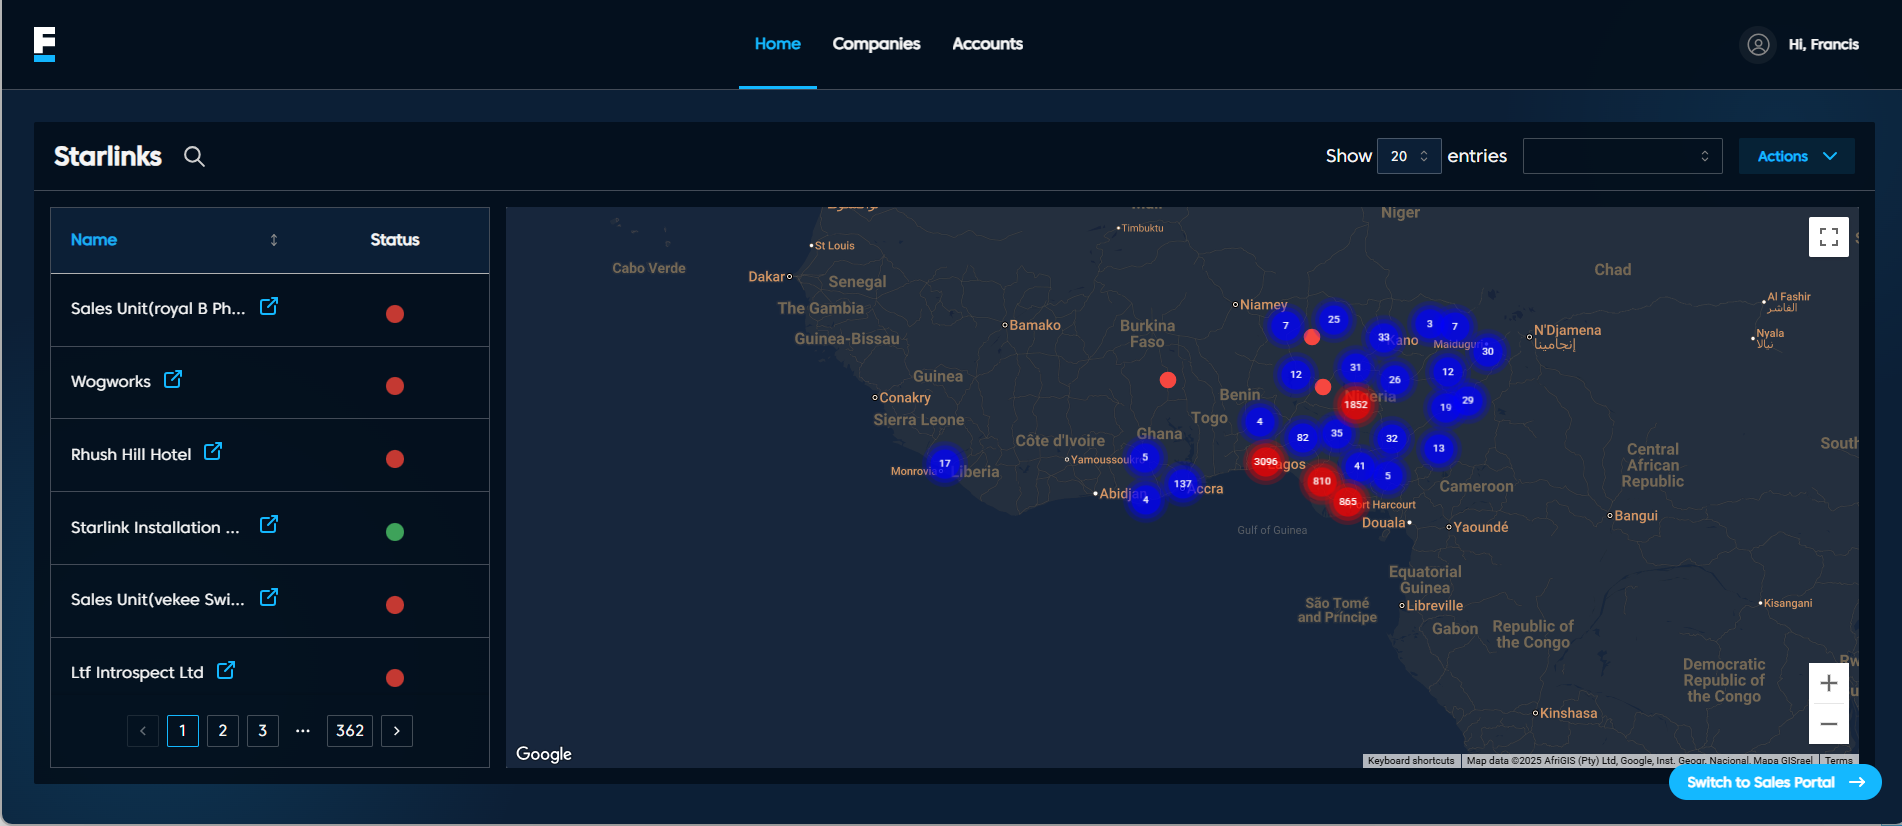 F
Home
Companies
Accounts
Hi, Francis
Starlinks
Show 20 entries
Actions
Name
Status
Sales Unit(royal B Ph...
Wogworks
Rhush Hill Hotel
Starlink Installation ...
Sales Unit(vekee Swi...
Ltf Introspect Ltd
1
2
3
...
362
Niger
Timbuktu
St Louis
Cabo Verde
Dakar
Senegal
Chad
The Gambia
Al Fashir
الفاشر
Niamey
7
25
Bamako
Burkina
Faso
3
7
N'Djamena
إنجامينا
Nyala
نيالا
Guinea-Bissau
33
Kano
30
31
12
Guinea
12
26
Benin
Nigeria
29
Conakry
1852
19
Sierra Leone
Togo
4
Côte d'Ivoire
Ghana
82
35
32
13
Central
African
Republic
South
Yamoussoukro
5
3096
Lagos
41
Monrovia
17
Liberia
137
Accra
810
5
Cameroon
Abidjan
4
865
Port Harcourt
Bangui
Gulf of Guinea
Douala
Yaoundé
Equatorial
Guinea
São Tomé
and Príncipe
Libreville
Kisangani
Gabon
Republic of
the Congo
Democratic
Republic of
the Congo
Kinshasa
Google
Keyboard shortcuts
Map data ©2025 AfriGIS (Pty) Ltd, Google, Inst. Geogr. Nacional, Mapa GISrael
Terms
Switch to Sales Portal